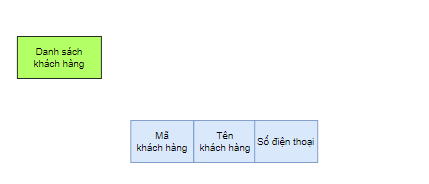 Danh sách
khách hàng
Mã
khách hàng
Tên
khách hàng
Số điện thoại